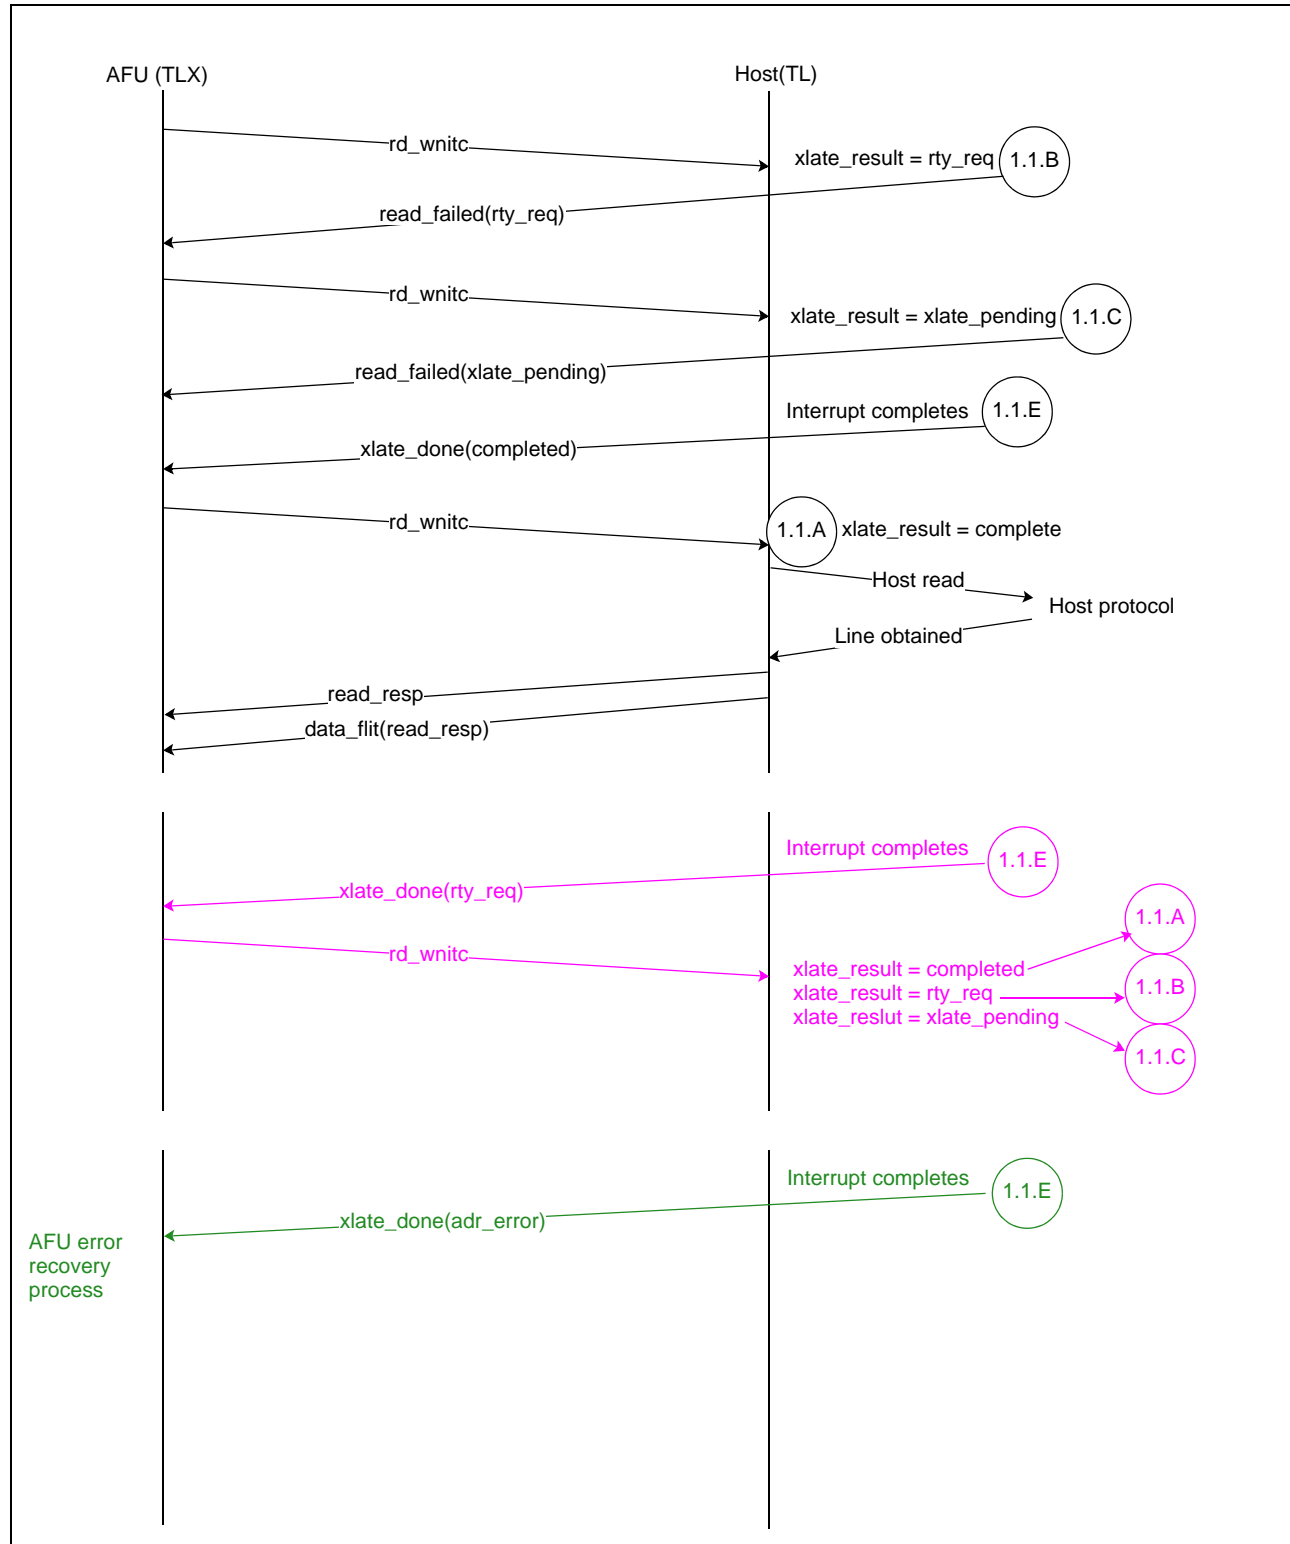 AFU (TLX)
Host(TL)
rd_wnitc
xlate_result = rty_req
1.1.B
read_failed(rty_req)
rd_wnitc
xlate_result = xlate_pending
1.1.C
read_failed(xlate_pending)
Interrupt completes
1.1.E
xlate_done(completed)
rd_wnitc
1.1.A
xlate_result = complete
Host read
Host protocol
Line obtained
read_resp
data_flit(read_resp)
Interrupt completes
1.1.E
xlate_done(rty_req)
1.1.A
rd_wnitc
xlate_result = completed
xlate_result = rty_req
1.1.B
xlate_reslut = xlate_pending
1.1.C
Interrupt completes
1.1.E
xlate_done(adr_error)
AFU error
recovery
process